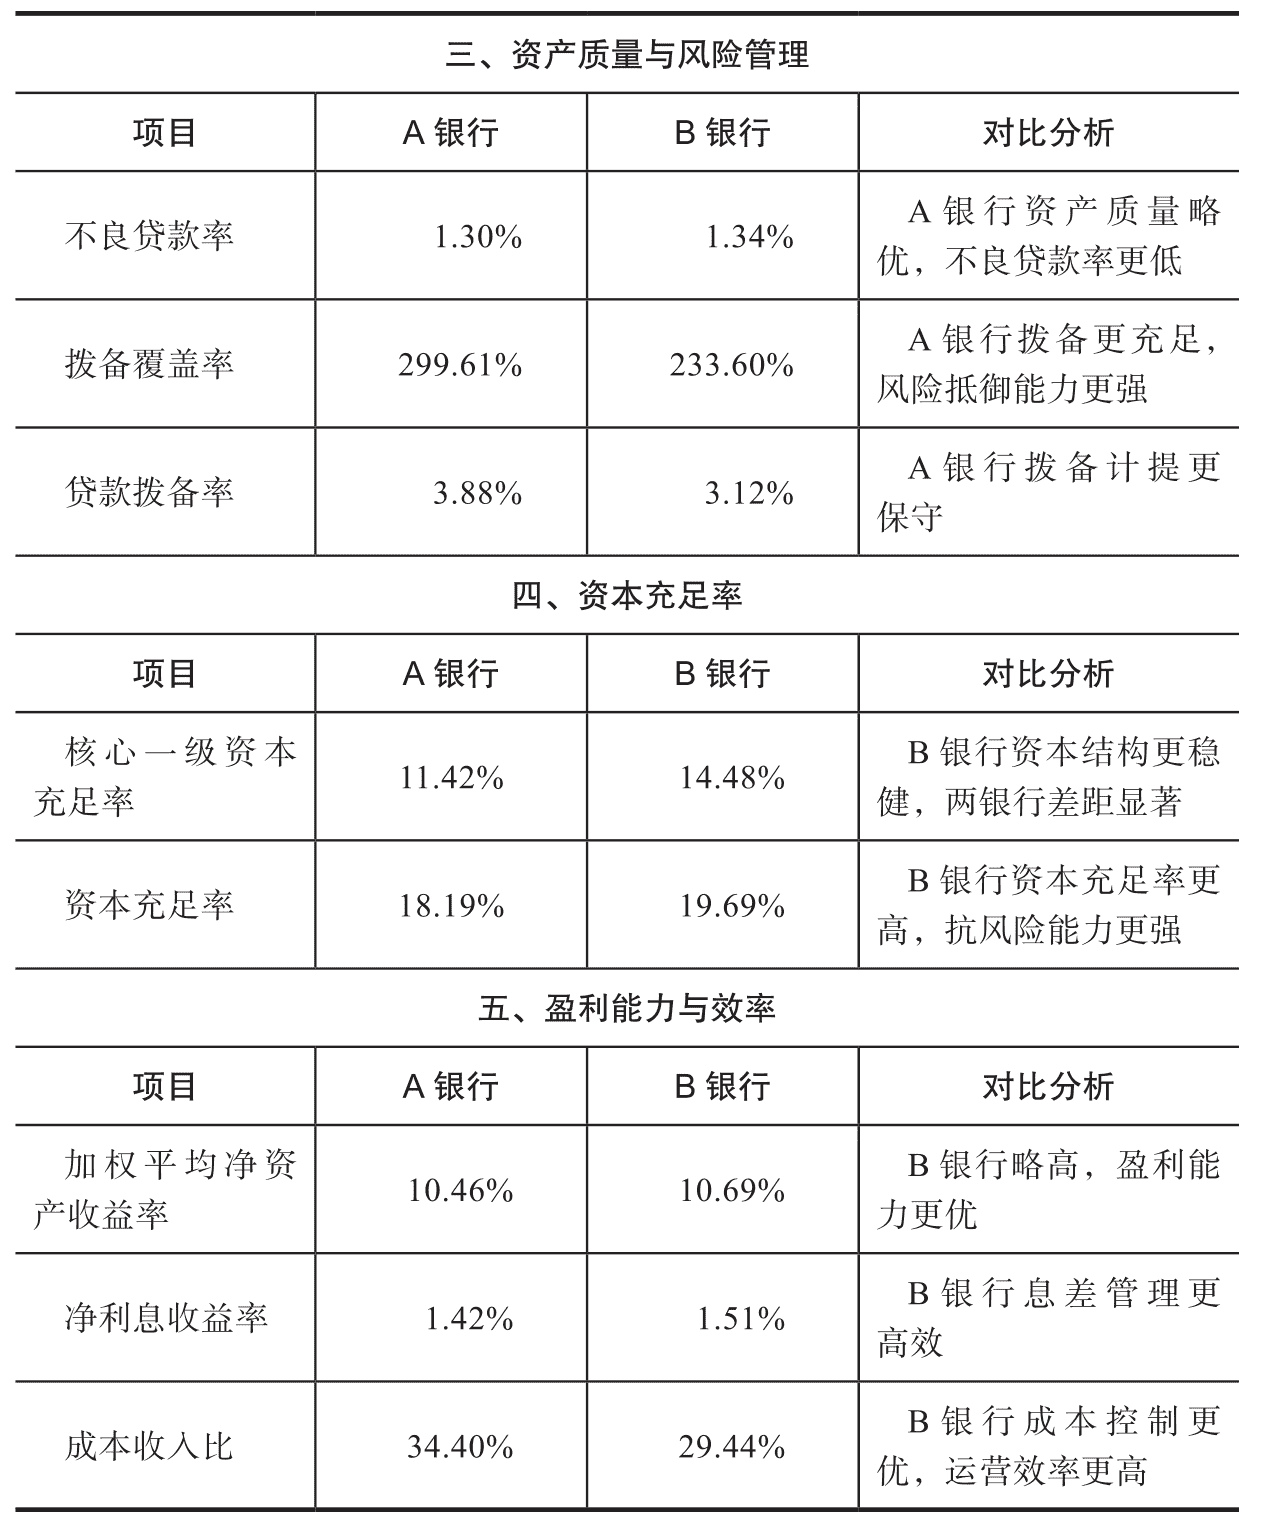 三、资产质量与风险管理
项目 A 银行 B 银行 对比分析
不良贷款率 1.30% 1.34% A 银行资产质量略
优，不良贷款率更低
拨备覆盖率 299.61% 233.60% A 银行拨备更充足，
风险抵御能力更强
贷款拨备率 3.88% 3.12% A 银行拨备计提更
保守
四、资本充足率
项目 A 银行 B 银行 对比分析
核心一级资本
充足率 11.42% 14.48% B 银行资本结构更稳
健，两银行差距显著
资本充足率 18.19% 19.69% B 银行资本充足率更
高，抗风险能力更强
五、盈利能力与效率
项目 A 银行 B 银行 对比分析
加权平均净资
产收益率 10.46% 10.69% B 银行略高，盈利能
力更优
净利息收益率 1.42% 1.51% B 银行息差管理更
高效
成本收入比 34.40% 29.44% B 银行成本控制更
优，运营效率更高